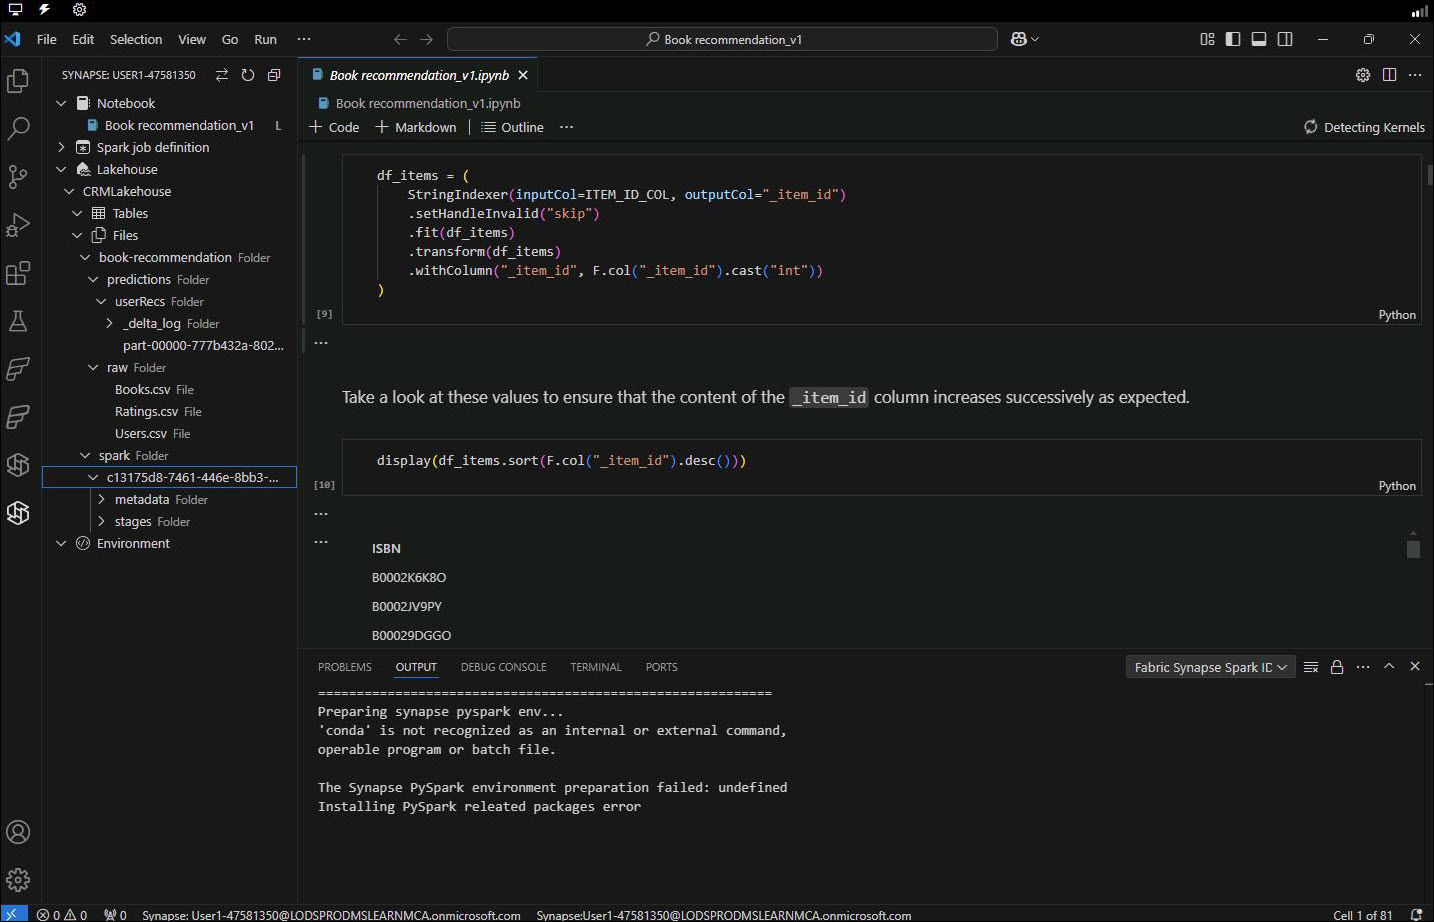 File Edit Selection View Go Run ···
Book recommendation_v1
SYNAPSE: USER1-47581350
Notebook
Book recommendation_v1 L
Spark job definition
Lakehouse
CRMLakehouse
Tables
Files
book-recommendation Folder
predictions Folder
userRecs Folder
_delta_log Folder
part-00000-777b432a-802...
raw Folder
Books.csv File
Ratings.csv File
Users.csv File
spark Folder
c13175d8-7461-446e-8bb3-...
metadata Folder
stages Folder
Environment
Book recommendation_v1.ipynb
Book recommendation_v1.ipynb
+ Code + Markdown Outline ···
Detecting Kernels
df_items = (
StringIndexer(inputCol=ITEM_ID_COL, outputCol="_item_id")
.setHandleInvalid("skip")
.fit(df_items)
.transform(df_items)
.withColumn("_item_id", F.col("_item_id").cast("int"))
)
[9]
Python
···
Take a look at these values to ensure that the content of the _item_id column increases successively as expected.
display(df_items.sort(F.col("_item_id").desc()))
[10]
Python
···
···
ISBN
B0002K6K8O
B0002JV9PY
B00029DGGO
PROBLEMS OUTPUT DEBUG CONSOLE TERMINAL PORTS
Fabric Synapse Spark IC
===========================================================
Preparing synapse pyspark env...
'conda' is not recognized as an internal or external command,
operable program or batch file.
The Synapse PySpark environment preparation failed: undefined
Installing PySpark releated packages error
0 0 0 Synapse: User1-47581350@LODSPRODMSLEARNMCA.onmicrosoft.com Synapse:User1-47581350@LODSPRODMSLEARNMCA.onmicrosoft.com Cell 1 of 81